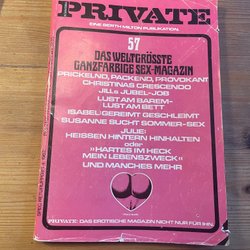 PRIVATE
EINE BERTH MILTON PUBLIKATION.
57
DAS WELTGRÖSSTE
GANZFARBIGE SEX-MAGAZIN
PRICKELND, PACKEND, PROVOKANT
CHRISTINAS CRESCENDO
JILLs JUBEL-JOB
LUST AM BAREM-
LUST AM BETT
ISABEL: GEREIMT GESCHLEIMT
SUSANNE SUCHT SOMMER-SEX
JULIE:
HEISSEN HINTERN HINHALTEN
oder
»HARTES IM HECK
MEIN LEBENSZWECK«
UND MANCHES MEHR
PRIVATE: DAS EROTISCHE MAGAZIN NICHT NUR FÜR IHN.